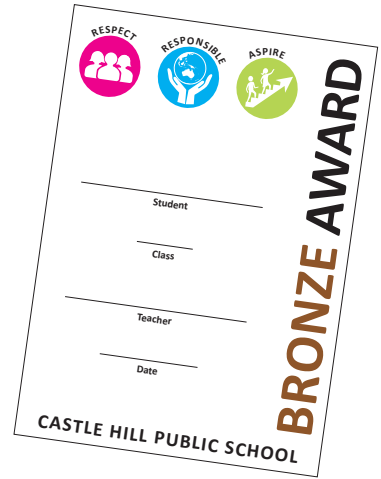 RESPECT
RESPONSIBLE
ASPIRE
BRONZE AWARD
Student
Class
Teacher
Date
CASTLE HILL PUBLIC SCHOOL